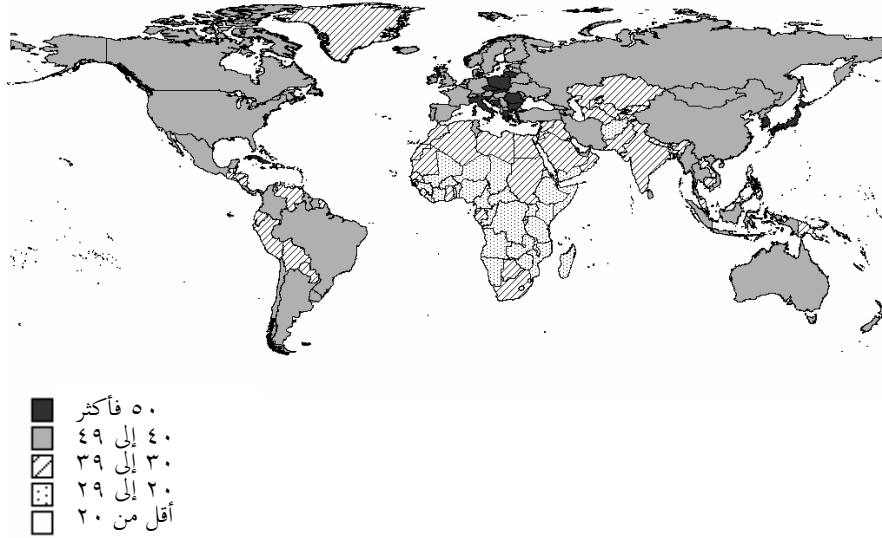 ٥٠ فأكثر
٤٠ إلى ٤٩
٣٠ إلى ٣٩
٢٠ إلى ٢٩
أقل من ٢٠